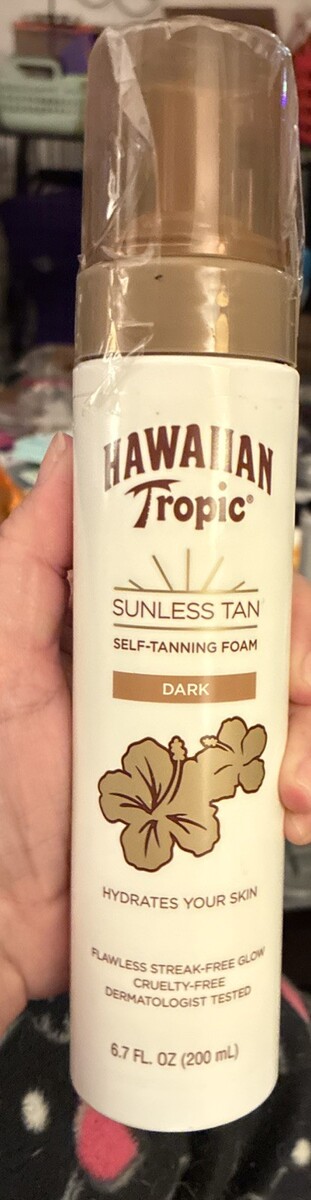 HAWAIIAN
Tropic®
SUNLESS TAN
SELF-TANNING FOAM
DARK
HYDRATES YOUR SKIN
FLAWLESS STREAK-FREE GLOW
CRUELTY-FREE
DERMATOLOGIST TESTED
6.7 FL. OZ (200 mL)